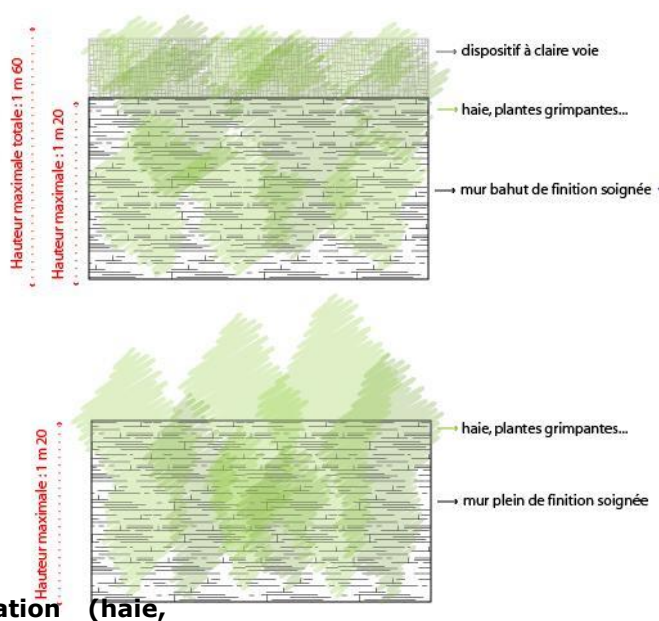 Hauteur maximale totale : 1 m 60
Hauteur maximale : 1 m 20
dispositif à claire voie
haie, plantes grimpantes...
mur bahut de finition soignée
Hauteur maximale : 1 m 20
haie, plantes grimpantes...
mur plein de finition soignée
ation (haie,